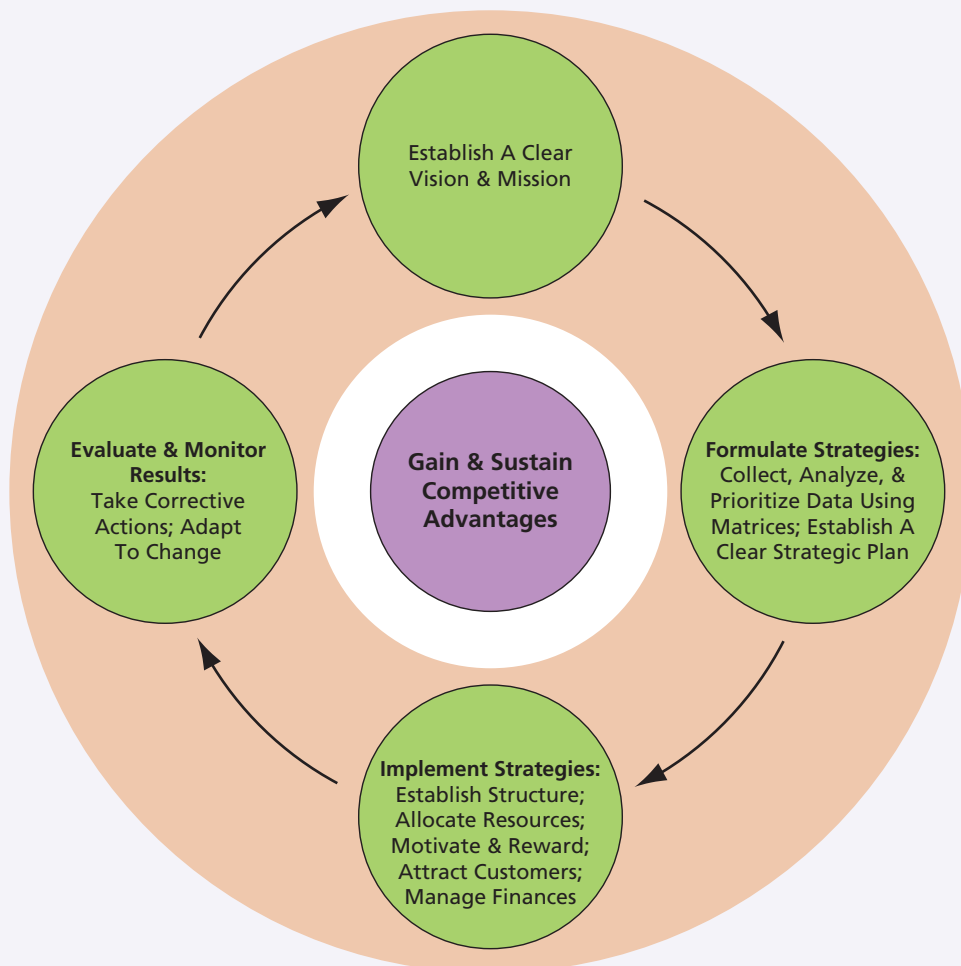 Establish A Clear
Vision & Mission
Formulate Strategies:
Collect, Analyze, &
Prioritize Data Using
Matrices; Establish A
Clear Strategic Plan
Implement Strategies:
Establish Structure;
Allocate Resources;
Motivate & Reward;
Attract Customers;
Manage Finances
Evaluate & Monitor
Results:
Take Corrective
Actions; Adapt
To Change
Gain & Sustain
Competitive
Advantages